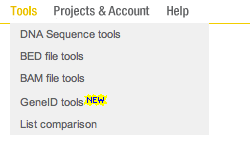 Tools Projects & Account Help
DNA Sequence tools
BED file tools
BAM file tools
GeneID tools NEW
List comparison